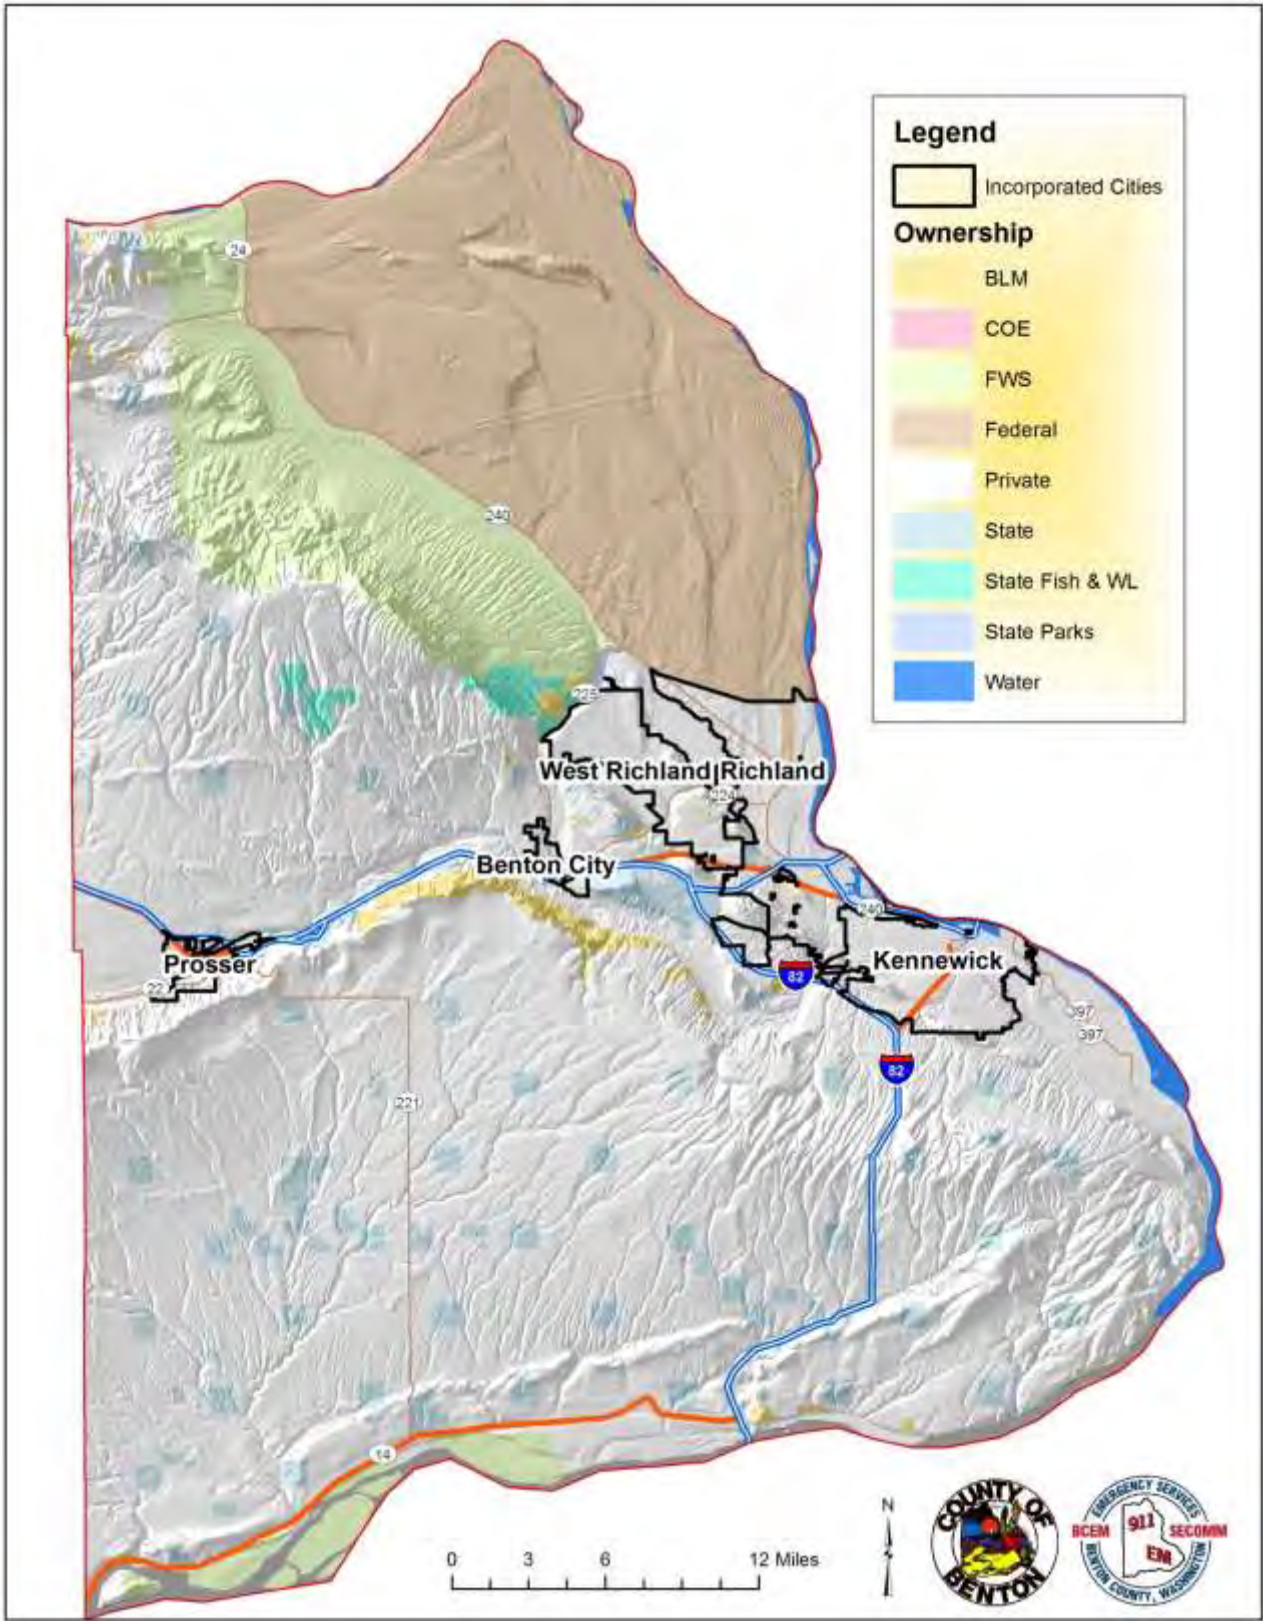 Legend
Incorporated Cities
Ownership
BLM
COE
FWS
Federal
Private
State
State Fish & WL
State Parks
Water
24
240
225
West Richland
Richland
224
Benton City
240
Prosser
22
Kennewick
82
397
397
82
221
14
N
0 3 6 12 Miles
COUNTY OF
BENTON
EMERGENCY SERVICES
BCEM
911
SECOMM
EM
BENTON COUNTY, WASHINGTON